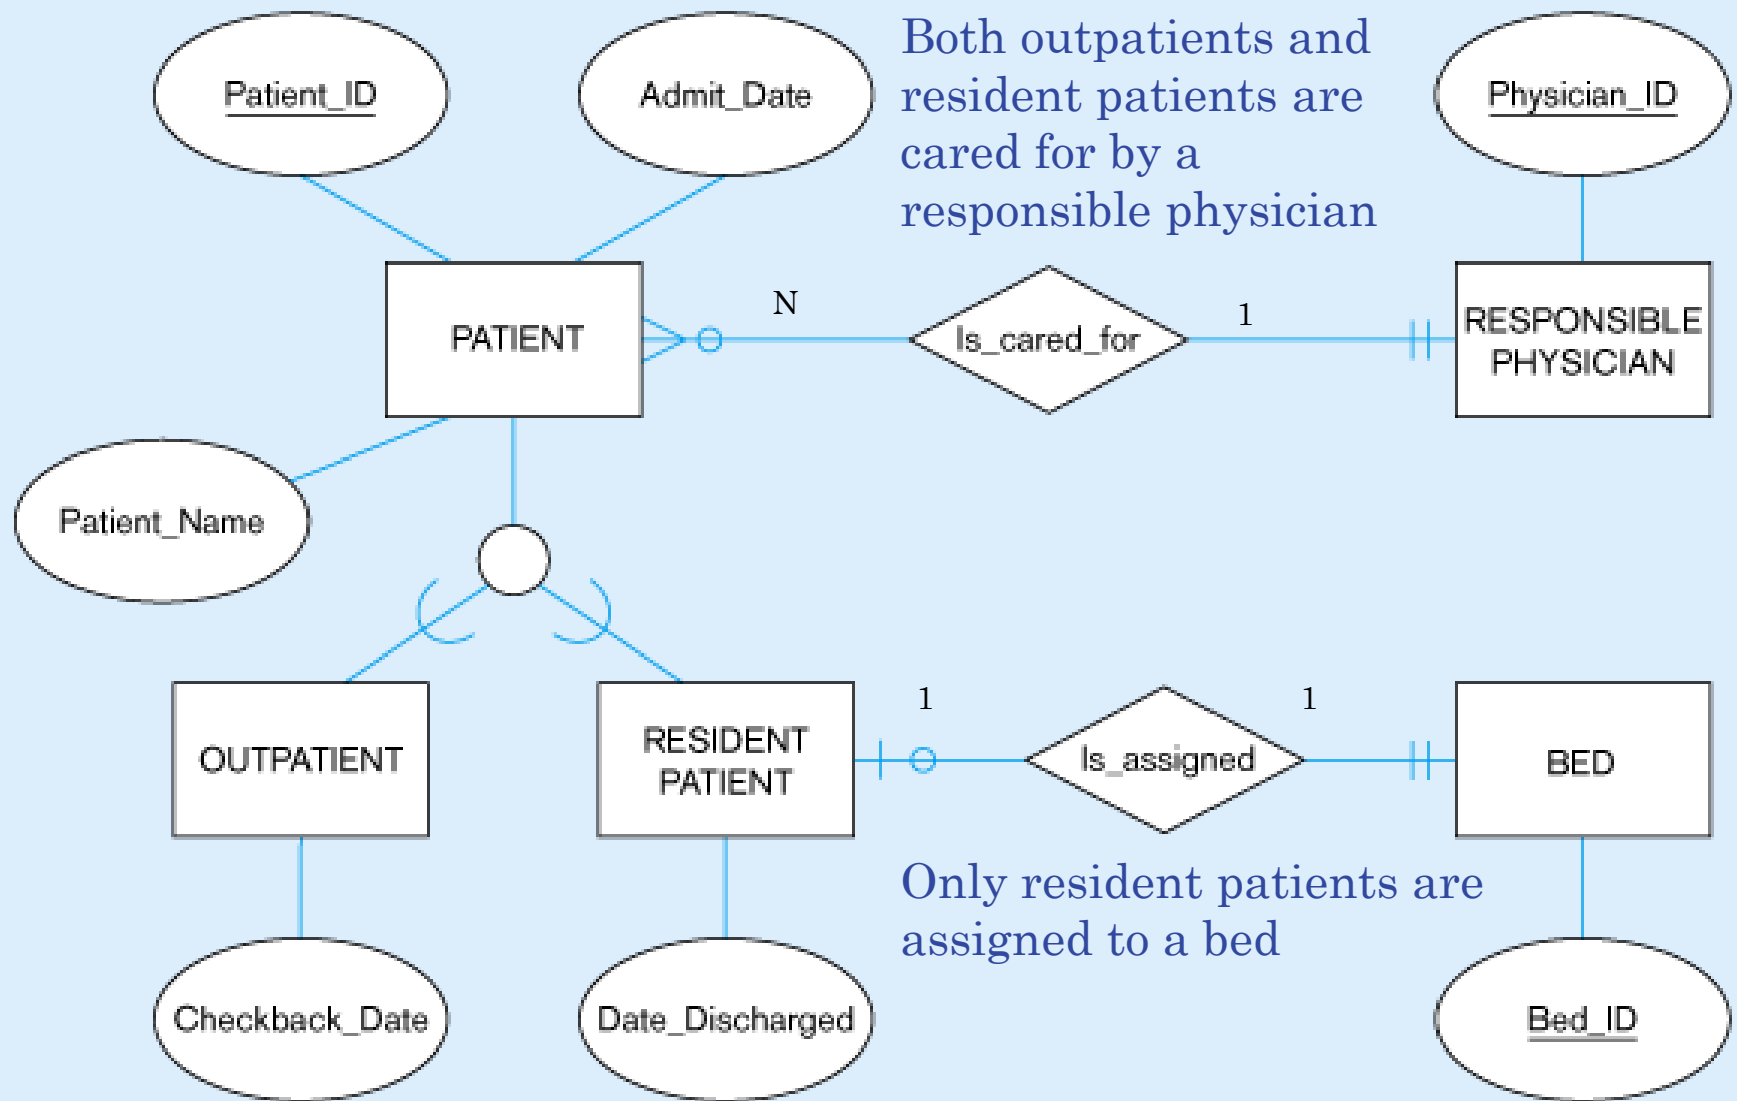 Patient_ID
Admit_Date
Both outpatients and
resident patients are
cared for by a
responsible physician
Physician_ID
PATIENT
N
Is_cared_for
1
RESPONSIBLE
PHYSICIAN
Patient_Name
OUTPATIENT
RESIDENT
PATIENT
1
Is_assigned
1
BED
Only resident patients are
assigned to a bed
Checkback_Date
Date_Discharged
Bed_ID